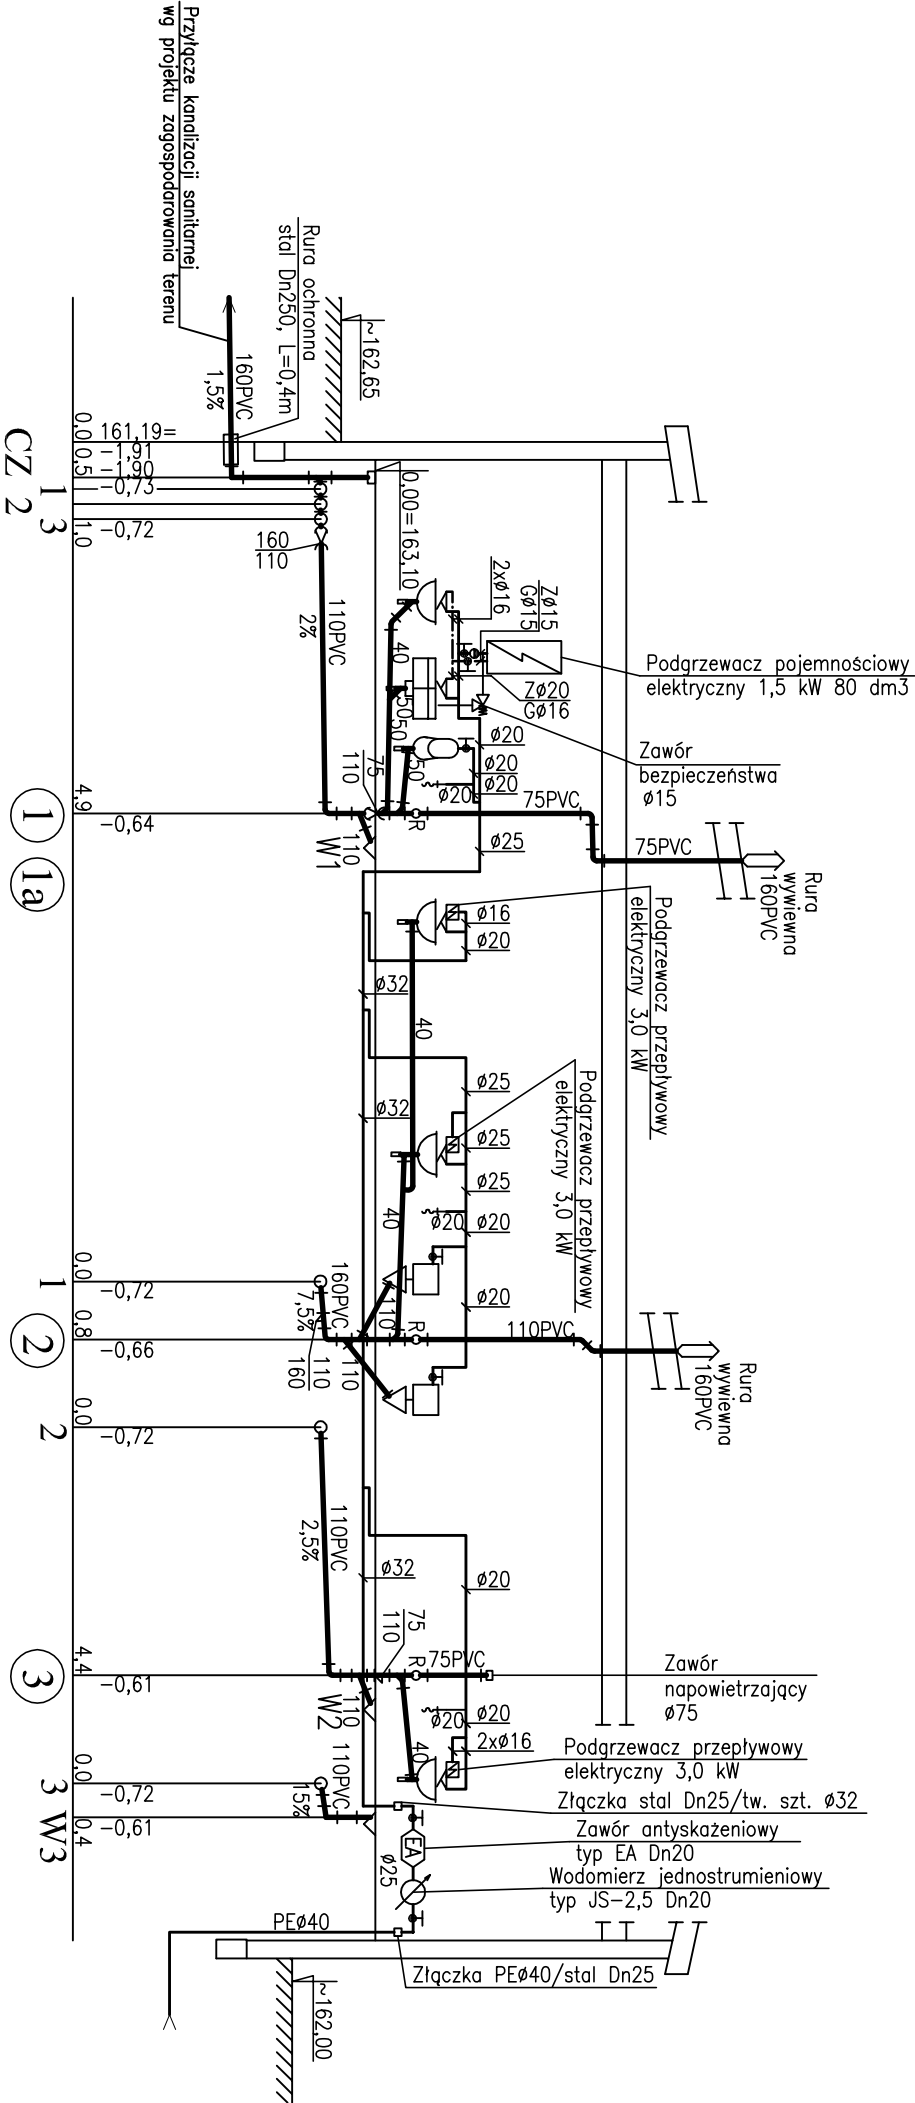 Przyłącze kanalizacji sanitarnej
wg projektu zagospodarowania terenu
Rura ochronna
stal Dn250, L=0,4m
~162,65
160PVC
1,5%
0,0
161,19=
-1,91
0,5
-1,90
-0,73
1,0
-0,72
CZ
1
2
3
160
110
110PVC
2%
0,00=163,10
2xø16
Zø15
Gø15
Podgrzewacz pojemnościowy
elektryczny 1,5 kW 80 dm3
Zø20
Gø16
Zawór
bezpieczeństwa
ø15
40
50
50
50
ø20
ø20
ø20
ø20
75
110
R
75PVC
75PVC
Rura
wywiewna
160PVC
110
W1
ø25
4,9
-0,64
1
1a
Podgrzewacz przepływowy
elektryczny 3,0 kW
ø16
ø20
ø32
40
ø25
ø32
Podgrzewacz przepływowy
elektryczny 3,0 kW
ø25
ø25
ø20
ø20
40
ø20
110
R
110PVC
Rura
wywiewna
160PVC
160PVC
7,5%
110
160
110
0,0
-0,72
1
0,8
-0,66
2
0,0
-0,72
2
110PVC
2,5%
ø32
ø20
75
110
R
75PVC
Zawór
napowietrzający
ø75
4,4
-0,61
3
110
W2
ø20
ø20
2xø16
40
Podgrzewacz przepływowy
elektryczny 3,0 kW
Złączka stal Dn25/tw. szt. ø32
Zawór antyskażeniowy
typ EA Dn20
Wodomierz jednostrumieniowy
typ JS-2,5 Dn20
110PVC
15%
0,0
-0,72
3
0,4
-0,61
W3
EA
ø25
PEø40
Złączka PEø40/stal Dn25
~162,00